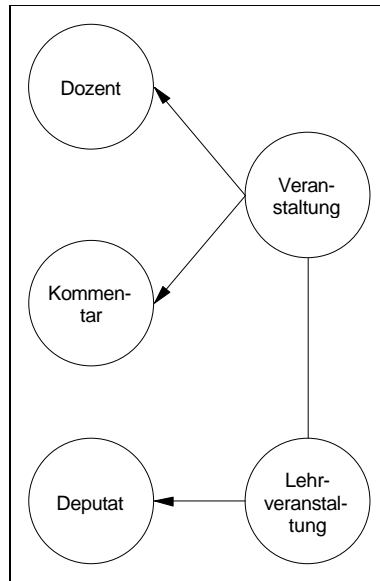 Dozent
Veran-
staltung
Kommen-
tar
Deputat
Lehr-
veranstal-
tung